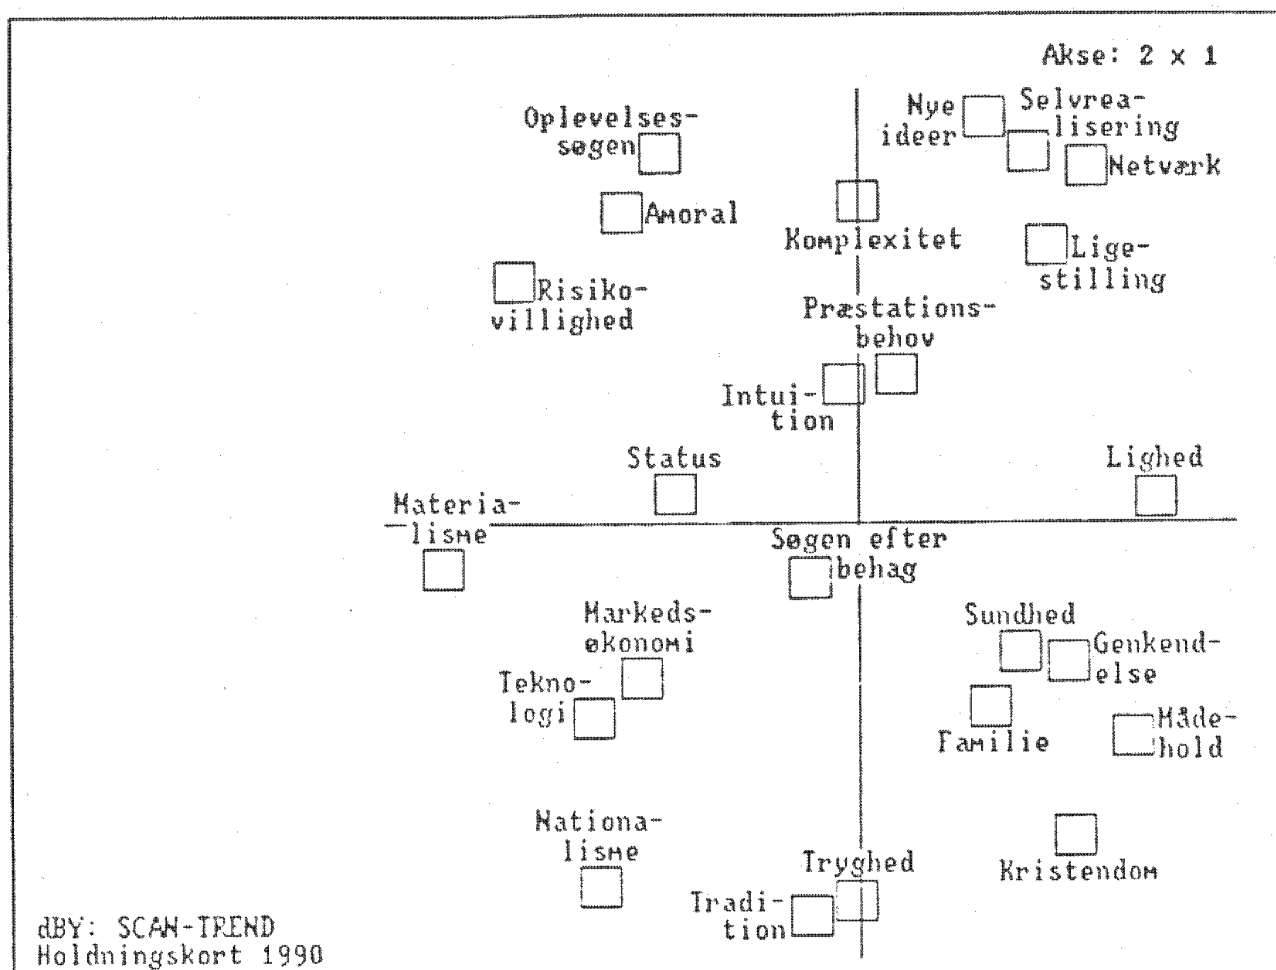 Akse: 2 x 1
Oplevelses-
søgen
Nye
ideer
Selvrea-
lisering
Netværk
Amoral
Komplexitet
Lige-
stilling
Risiko-
villighed
Præstations-
behov
Intui-
tion
Status
Lighed
Materia-
lisme
Søgen efter
behag
Markeds-
økonomi
Sundhed
Genkend-
else
Tekno-
logi
Familie
Måde-
hold
Nationa-
lisme
Tryghed
Kristendom
Tradi-
tion
dBY: SCAN-TREND
Holdningskort 1990